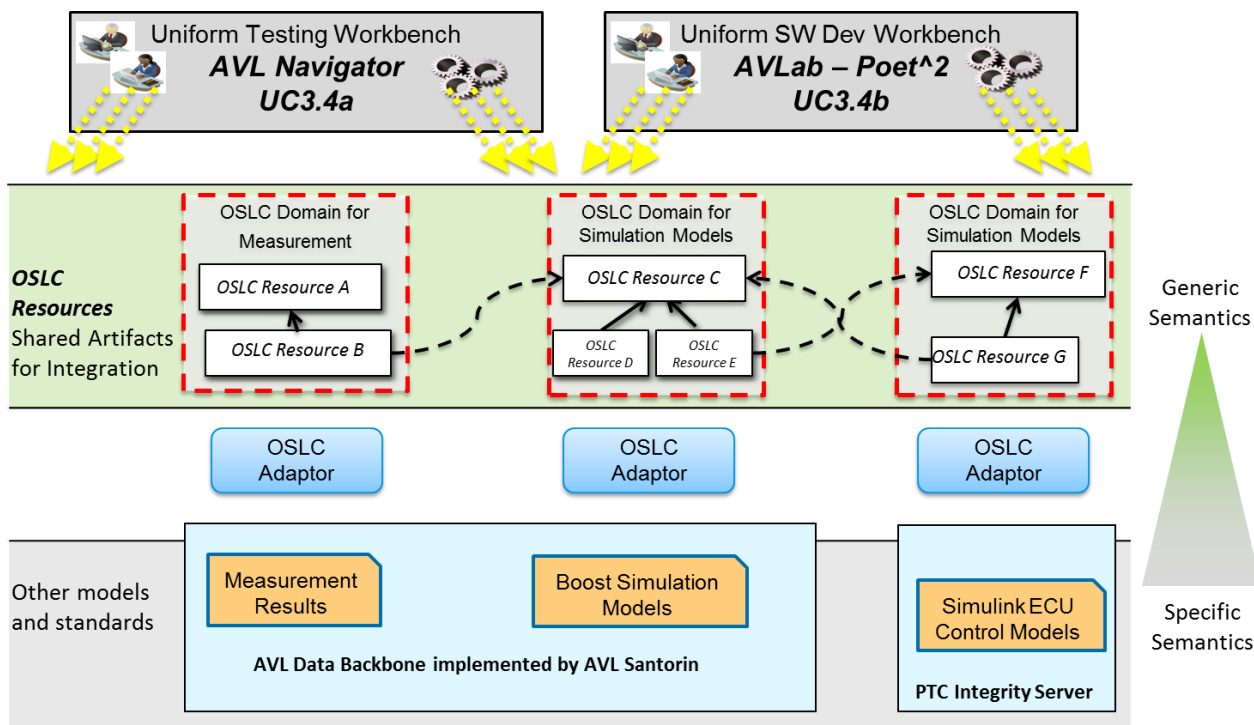 Uniform Testing Workbench
AVL Navigator
UC3.4a
Uniform SW Dev Workbench
AVLab – Poet^2
UC3.4b
OSLC Domain for
Measurement
OSLC Resource A
OSLC Resource B
OSLC Domain for
Simulation Models
OSLC Resource C
OSLC
Resource D
OSLC
Resource E
OSLC Domain for
Simulation Models
OSLC Resource F
OSLC Resource G
OSLC
Resources
Shared Artifacts
for Integration
Generic
Semantics
OSLC
Adaptor
OSLC
Adaptor
OSLC
Adaptor
Other models
and standards
Measurement
Results
Boost Simulation
Models
AVL Data Backbone implemented by AVL Santorin
Simulink ECU
Control Models
PTC Integrity Server
Specific
Semantics